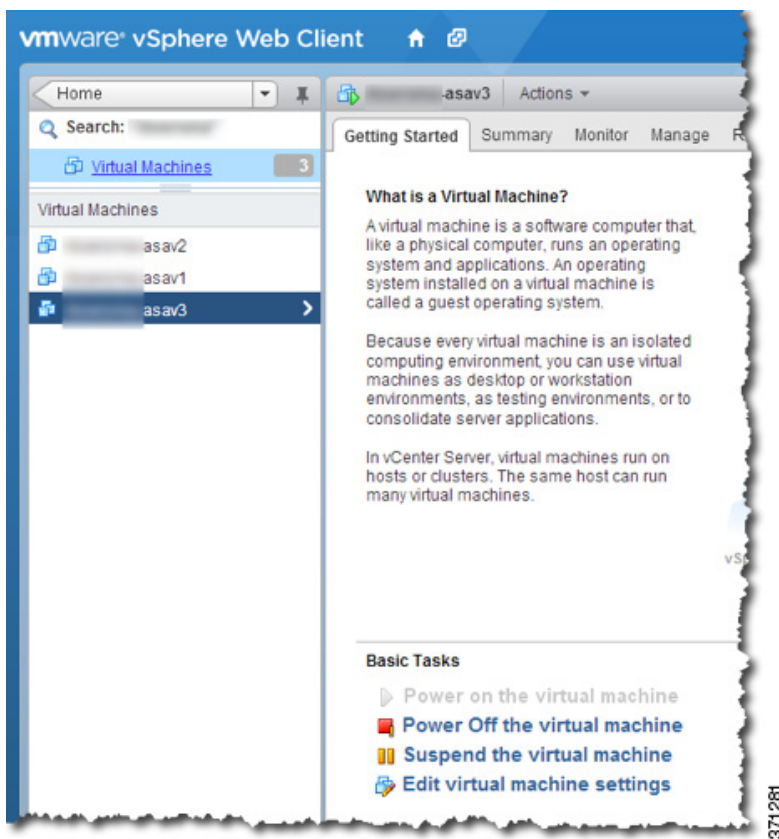 vmware® vSphere Web Client
Home
Search:
Virtual Machines 3
Virtual Machines
asav2
asav1
asav3
-asav3 Actions
Getting Started Summary Monitor Manage R
What is a Virtual Machine?
A virtual machine is a software computer that,
like a physical computer, runs an operating
system and applications. An operating
system installed on a virtual machine is
called a guest operating system.
Because every virtual machine is an isolated
computing environment, you can use virtual
machines as desktop or workstation
environments, as testing environments, or to
consolidate server applications.
In vCenter Server, virtual machines run on
hosts or clusters. The same host can run
many virtual machines.
vSp
Basic Tasks
Power on the virtual machine
Power Off the virtual machine
Suspend the virtual machine
Edit virtual machine settings
371281